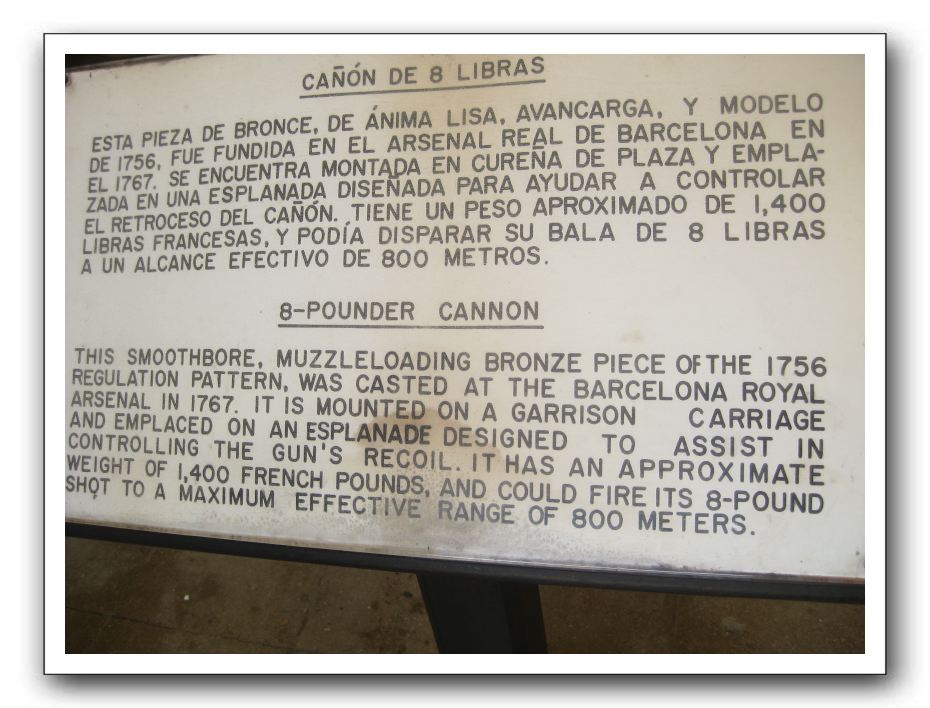 CAÑÓN DE 8 LIBRAS
ESTA PIEZA DE BRONCE, DE ÁNIMA LISA, AVANCARGA, Y MODELO
DE 1756, FUE FUNDIDA EN EL ARSENAL REAL DE BARCELONA EN
EL 1767. SE ENCUENTRA MONTADA EN CUREÑA DE PLAZA Y EMPLA-
ZADA EN UNA ESPLANADA DISEÑADA PARA AYUDAR A CONTROLAR
EL RETROCESO DEL CAÑÓN. TIENE UN PESO APROXIMADO DE 1,400
LIBRAS FRANCESAS, Y PODÍA DISPARAR SU BALA DE 8 LIBRAS
A UN ALCANCE EFECTIVO DE 800 METROS.
8-POUNDER CANNON
THIS SMOOTHBORE, MUZZLELOADING BRONZE PIECE OF THE 1756
REGULATION PATTERN, WAS CASTED AT THE BARCELONA ROYAL
ARSENAL IN 1767. IT IS MOUNTED ON A GARRISON CARRIAGE
AND EMPLACED ON AN ESPLANADE DESIGNED TO ASSIST IN
CONTROLLING THE GUN'S RECOIL. IT HAS AN APPROXIMATE
WEIGHT OF 1,400 FRENCH POUNDS, AND COULD FIRE ITS 8-POUND
SHOT TO A MAXIMUM EFFECTIVE RANGE OF 800 METERS.